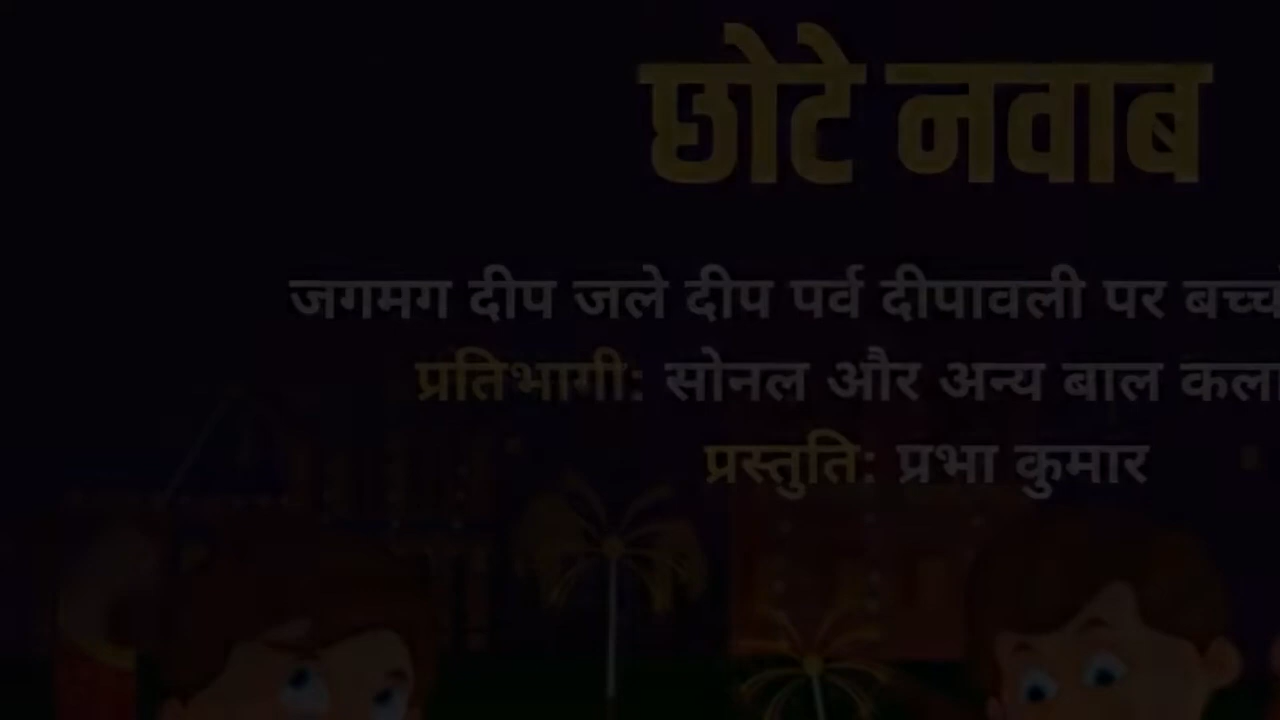 छोटे नवाब
जगमग दीप जले दीप पर्व दीपावली पर
प्रतिभागी: सोनल और अन्य बाल
प्रस्तुति: प्रभा कुमार